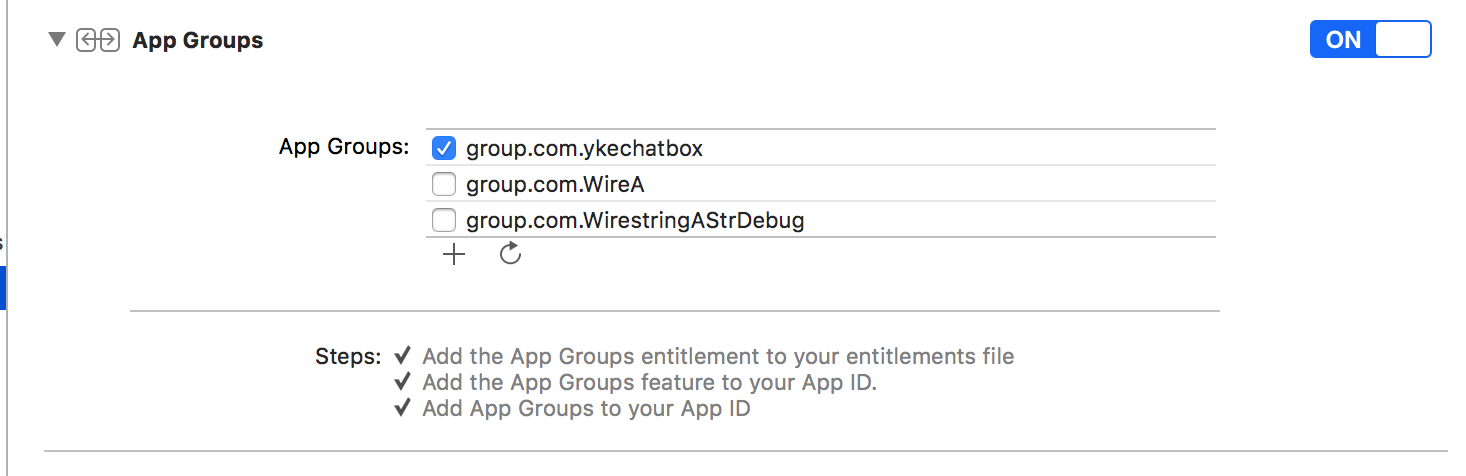 App Groups
ON
App Groups:
group.com.ykechatbox
group.com.WireA
group.com.WirestringAStrDebug
Steps: ✓ Add the App Groups entitlement to your entitlements file
✓ Add the App Groups feature to your App ID.
✓ Add App Groups to your App ID